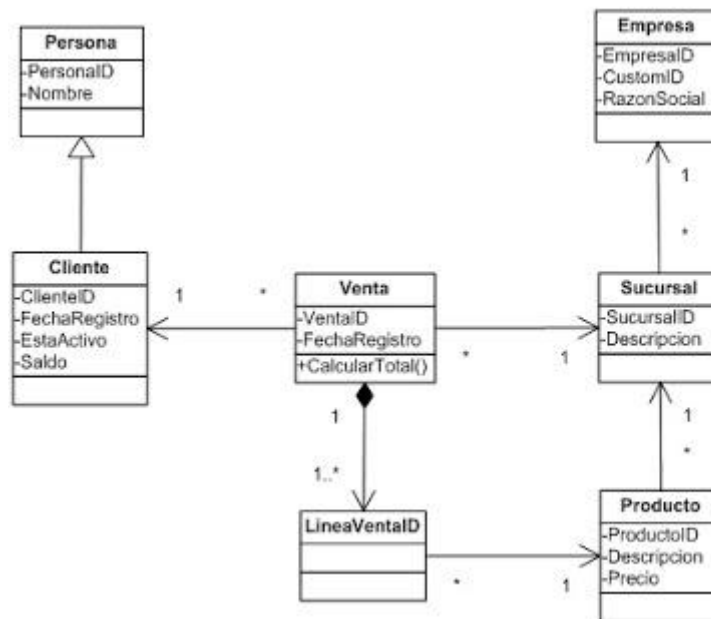 Persona
-PersonaID
-Nombre
Empresa
-EmpresaID
-CustomID
-RazonSocial
1
*
Cliente
-ClienteID
-FechaRegistro
-EstaActivo
-Saldo
1
*
Venta
-VentaID
-FechaRegistro
+CalcularTotal()
*
1
Sucursal
-SucursalID
-Descripcion
1
1..*
1
*
LineaVentaID
*
1
Producto
-ProductoID
-Descripcion
-Precio